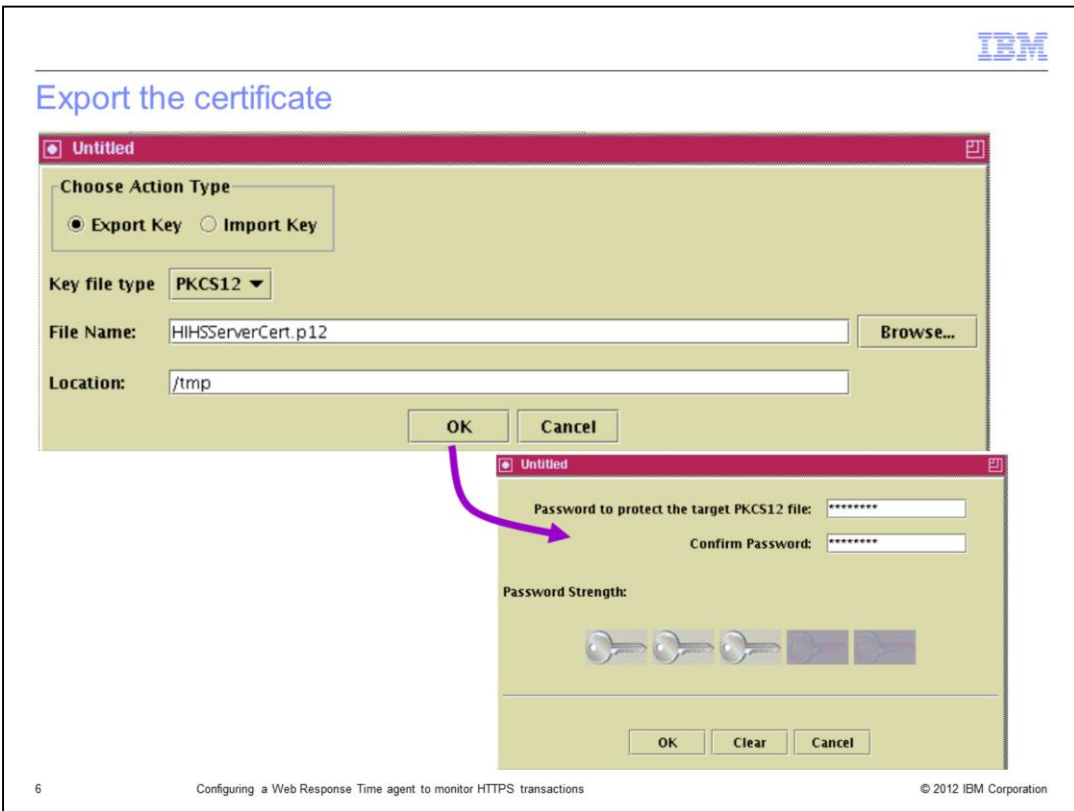 IBM
Export the certificate
Untitled
Choose Action Type
Export Key Import Key
Key file type PKCS12
File Name: HIHSServerCert.p12 Browse...
Location: /tmp
OK Cancel
Untitled
Password to protect the target PKCS12 file: ********
Confirm Password: ********
Password Strength:
OK Clear Cancel
6 Configuring a Web Response Time agent to monitor HTTPS transactions © 2012 IBM Corporation